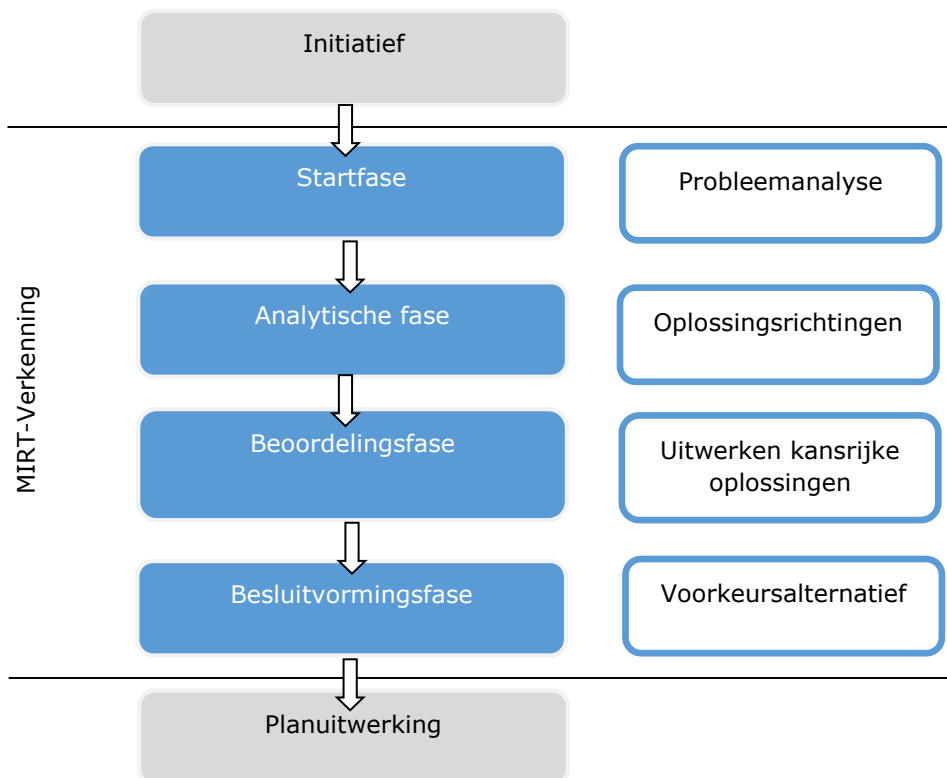 Initiatief
MIRT-Verkenning
Startfase
Probleemanalyse
Analytische fase
Oplossingsrichtingen
Beoordelingsfase
Uitwerken kansrijke
oplossingen
Besluitvormingsfase
Voorkeursalternatief
Planuitwerking